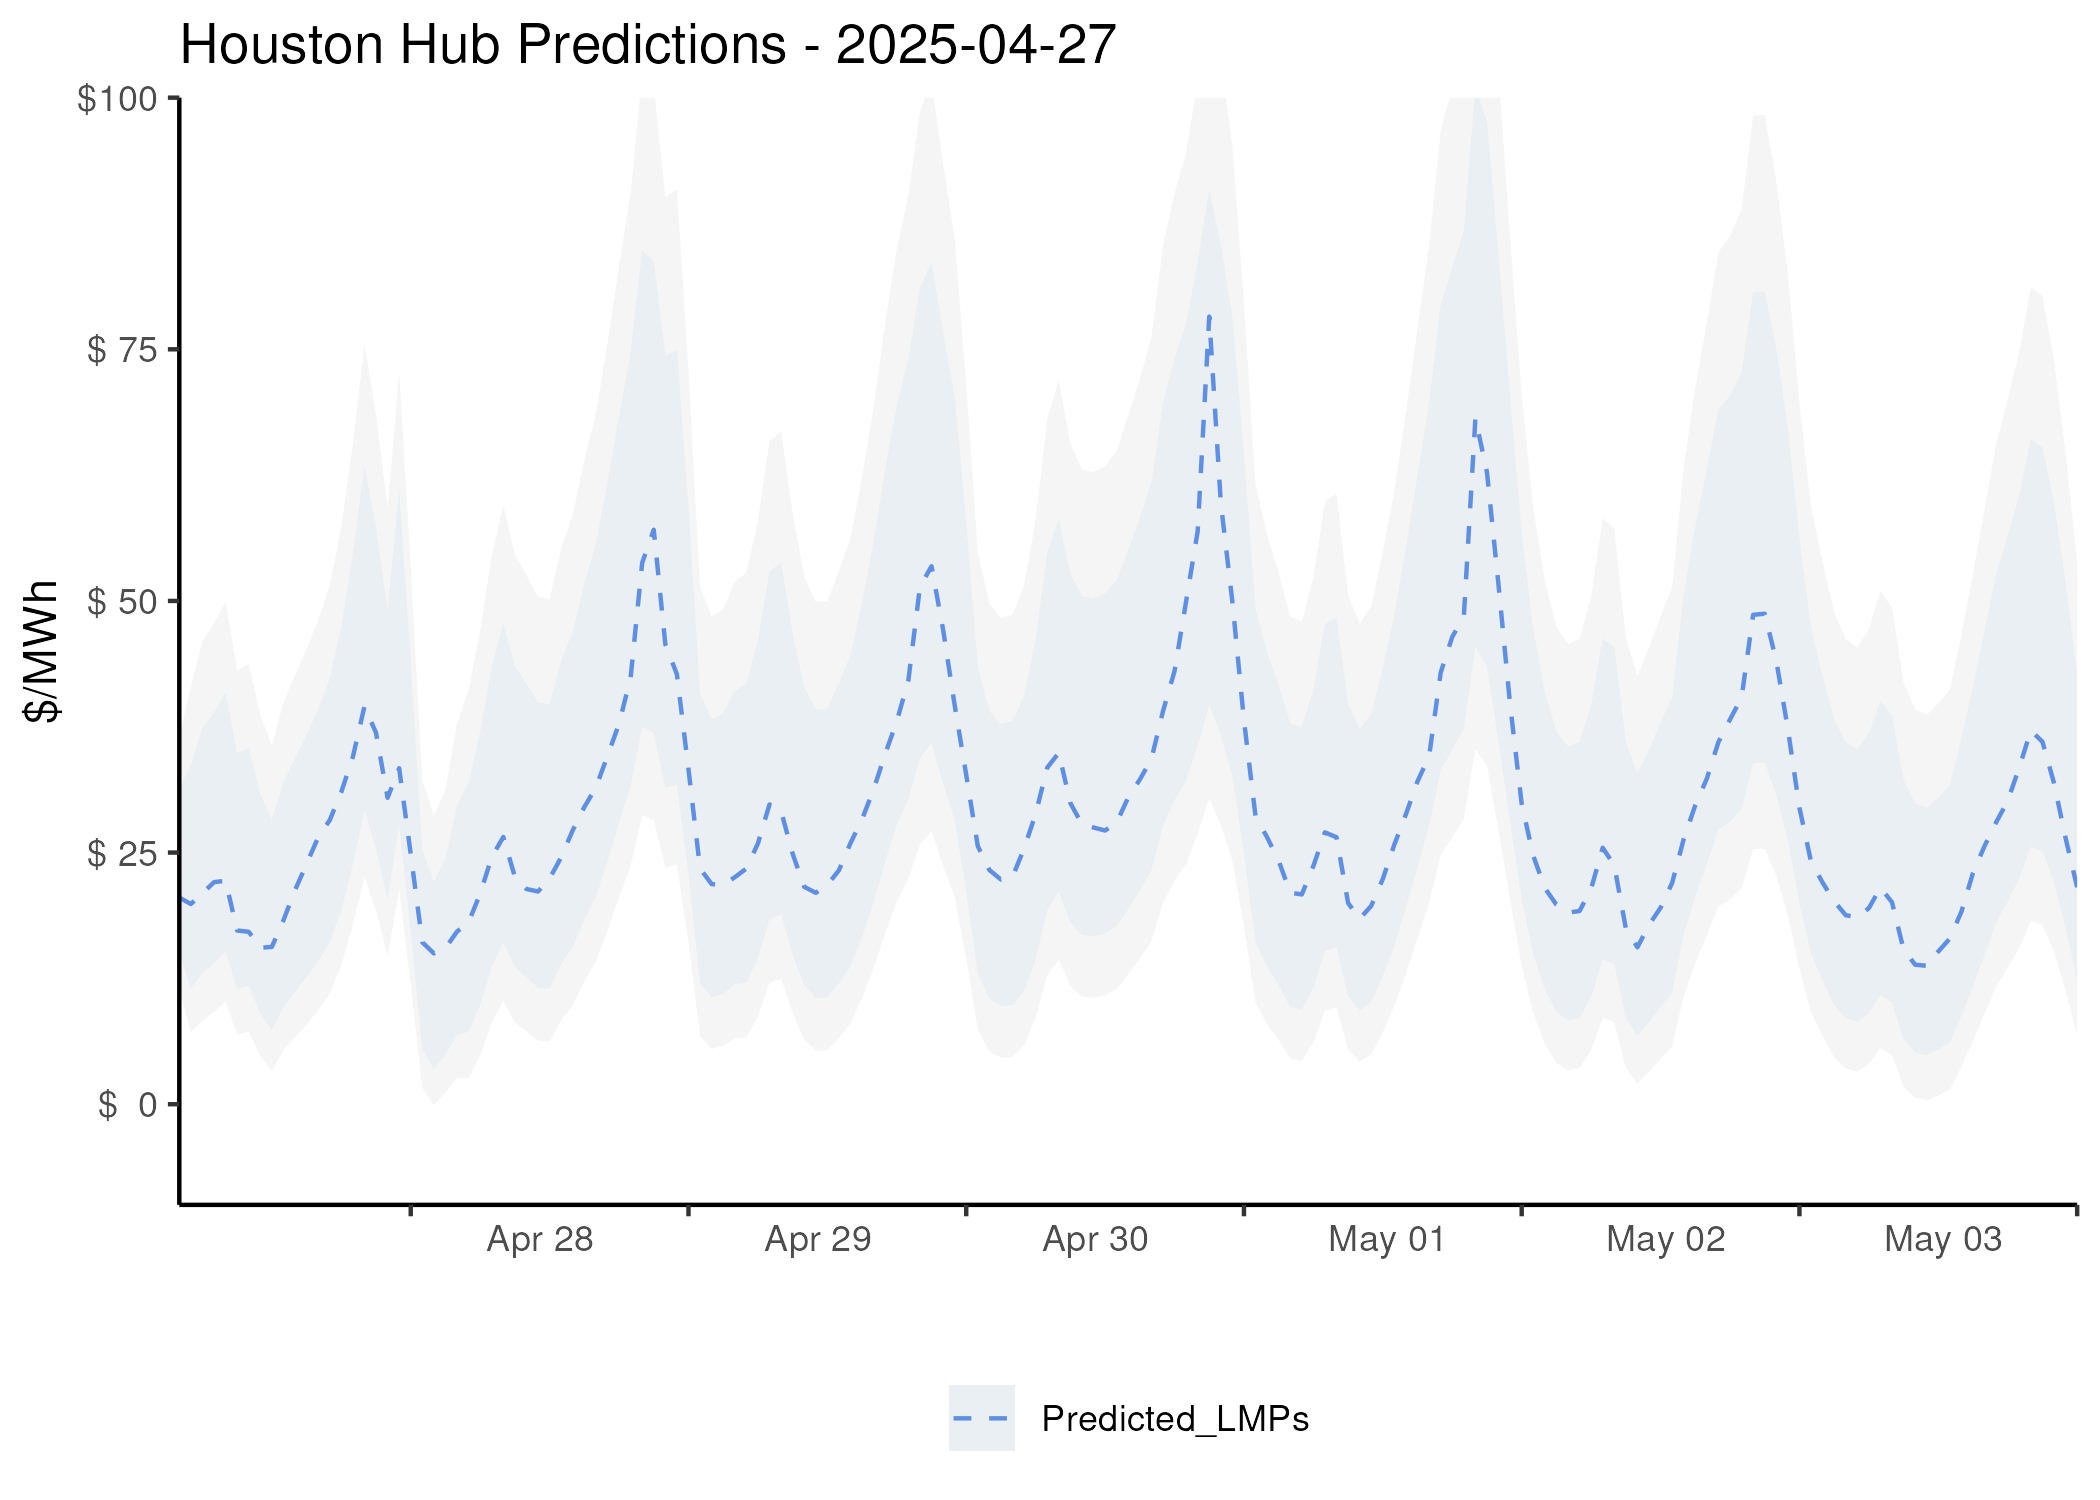 Houston Hub Predictions - 2025-04-27
$100
$ 75
$ 50
$ 25
$  0
$/MWh
Apr 28 Apr 29 Apr 30 May 01 May 02 May 03
Predicted_LMPs